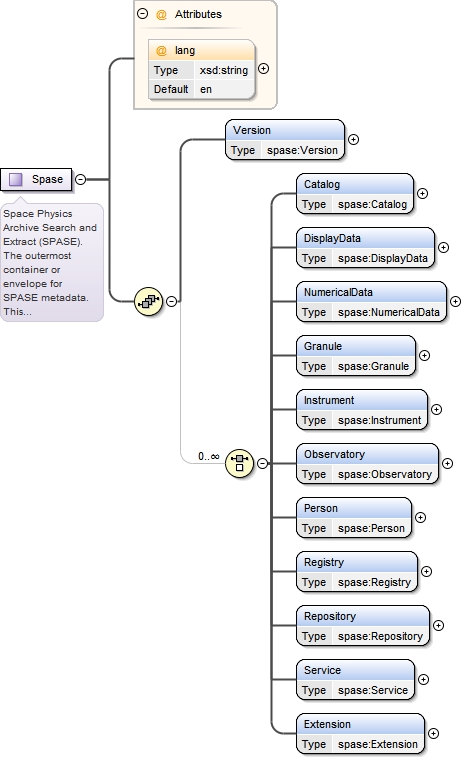 @ Attributes
@ lang
Type xsd:string
Default en
Spase
Space Physics
Archive Search and
Extract (SPASE).
The outermost
container or
envelope for
SPASE metadata.
This...
Version
Type spase:Version
Catalog
Type spase:Catalog
DisplayData
Type spase:DisplayData
NumericalData
Type spase:NumericalData
Granule
Type spase:Granule
Instrument
Type spase:Instrument
0..∞
Observatory
Type spase:Observatory
Person
Type spase:Person
Registry
Type spase:Registry
Repository
Type spase:Repository
Service
Type spase:Service
Extension
Type spase:Extension